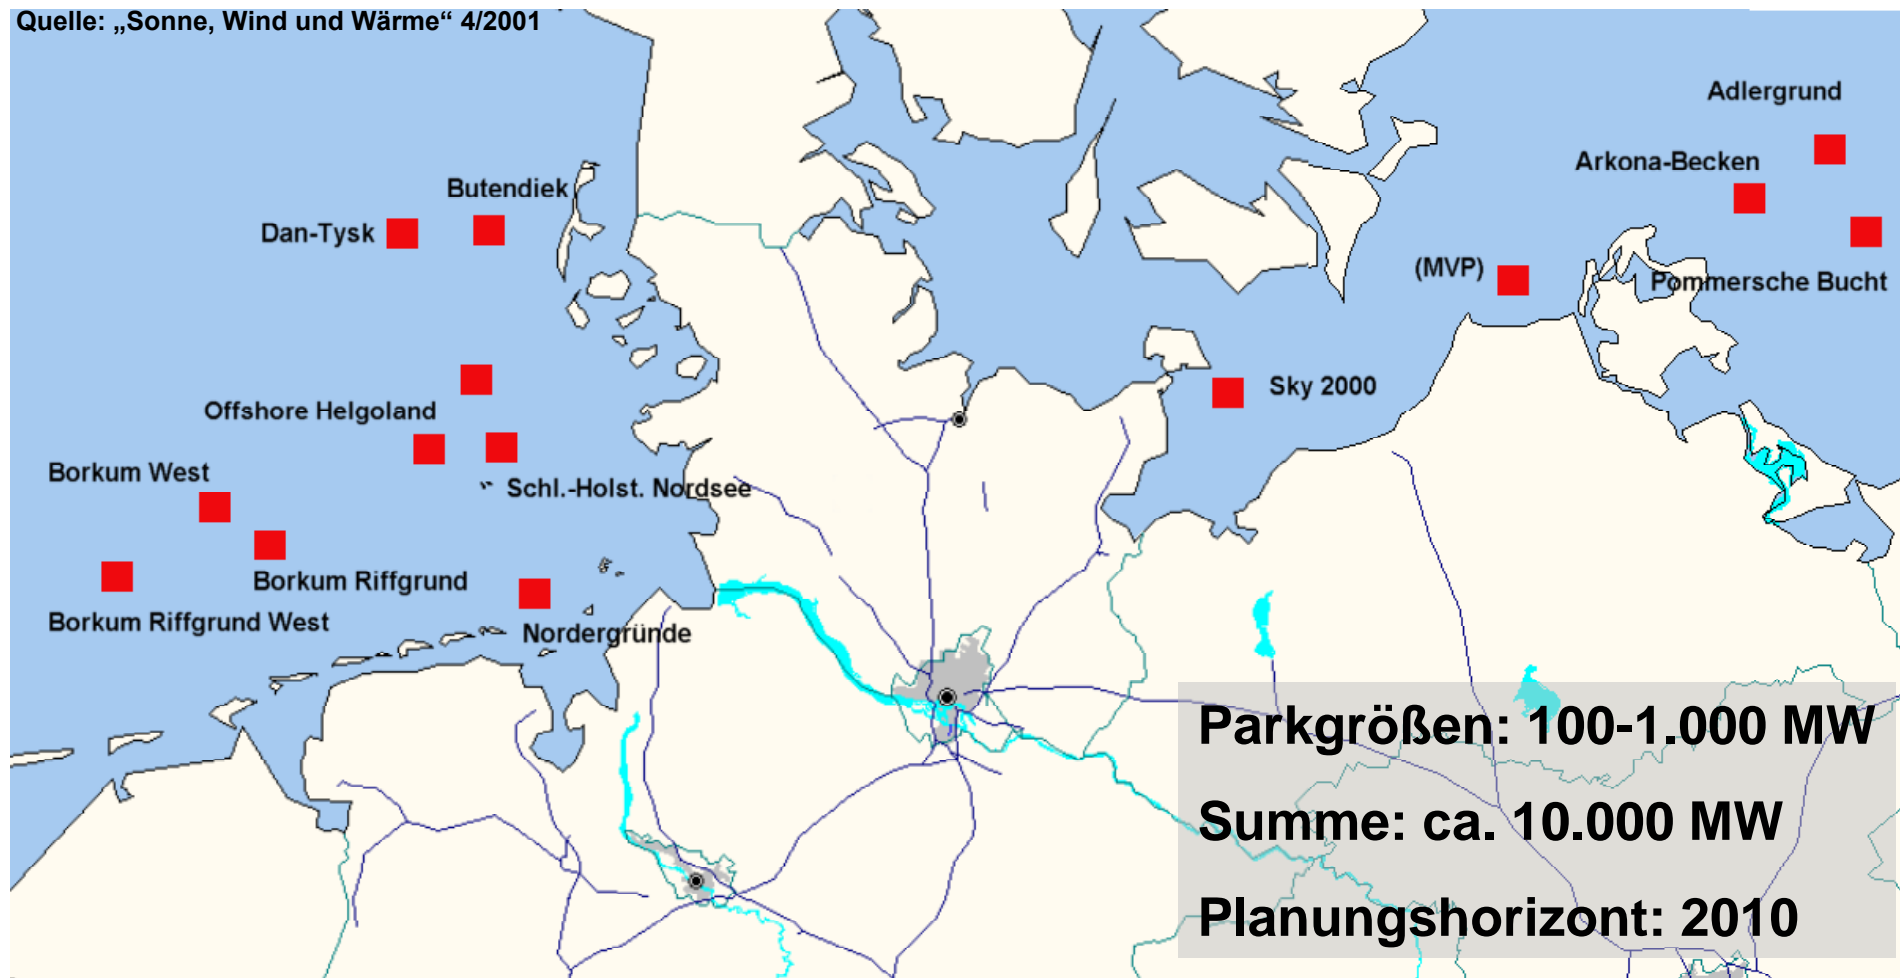 Quelle: „Sonne, Wind und Wärme“ 4/2001
Adlergrund
Arkona-Becken
Butendiek
Dan-Tysk
(MVP)
Pommersche Bucht
Sky 2000
Offshore Helgoland
Borkum West
Schl.-Holst. Nordsee
Borkum Riffgrund
Borkum Riffgrund West
Nordergründe
Parkgrößen: 100-1.000 MW
Summe: ca. 10.000 MW
Planungshorizont: 2010